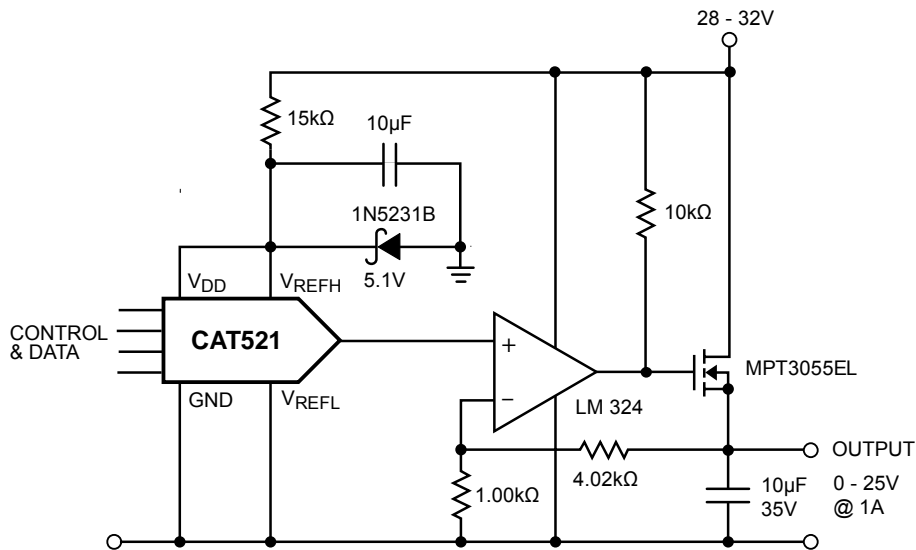 28 - 32V
15kΩ
10µF
1N5231B
10kΩ
5.1V
VDD
VREFH
CONTROL
& DATA
CAT521
+
MPT3055EL
GND
VREFL
−
LM 324
4.02kΩ
OUTPUT
1.00kΩ
10µF
35V
0 - 25V
@ 1A